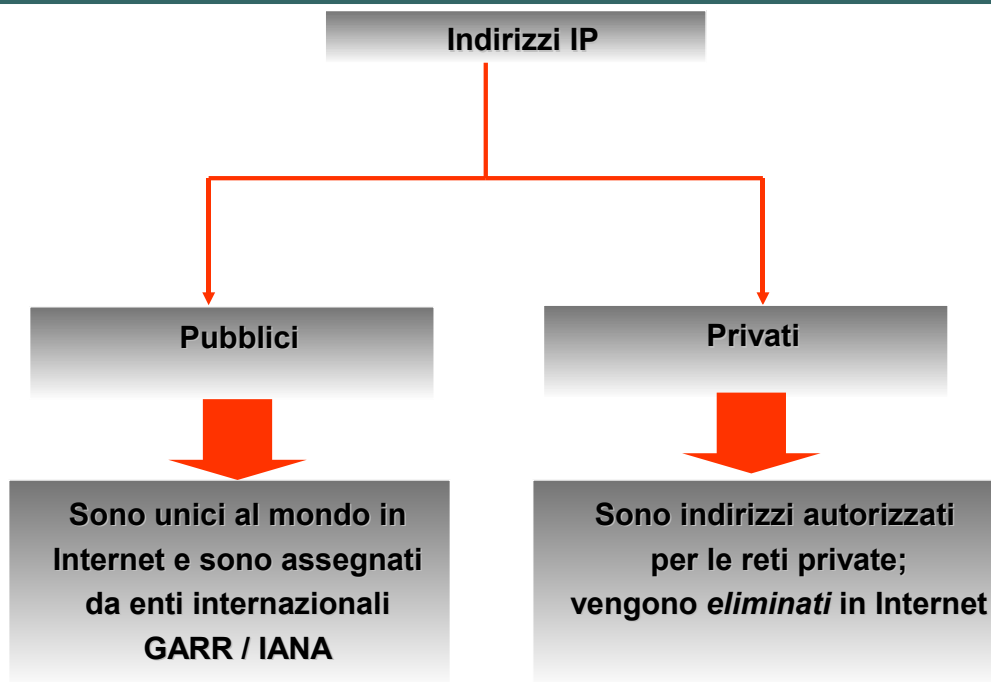 Indirizzi IP
Pubblici
Privati
Sono unici al mondo in
Internet e sono assegnati
da enti internazionali
GARR / IANA
Sono indirizzi autorizzati
per le reti private;
vengono eliminati in Internet